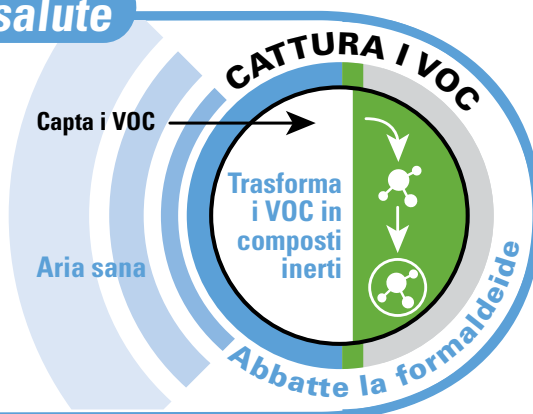 salute
CATTURA I VOC
Capta i VOC
Trasforma
i VOC in
composti
inerti
Aria sana
Abbatte la formaldeide